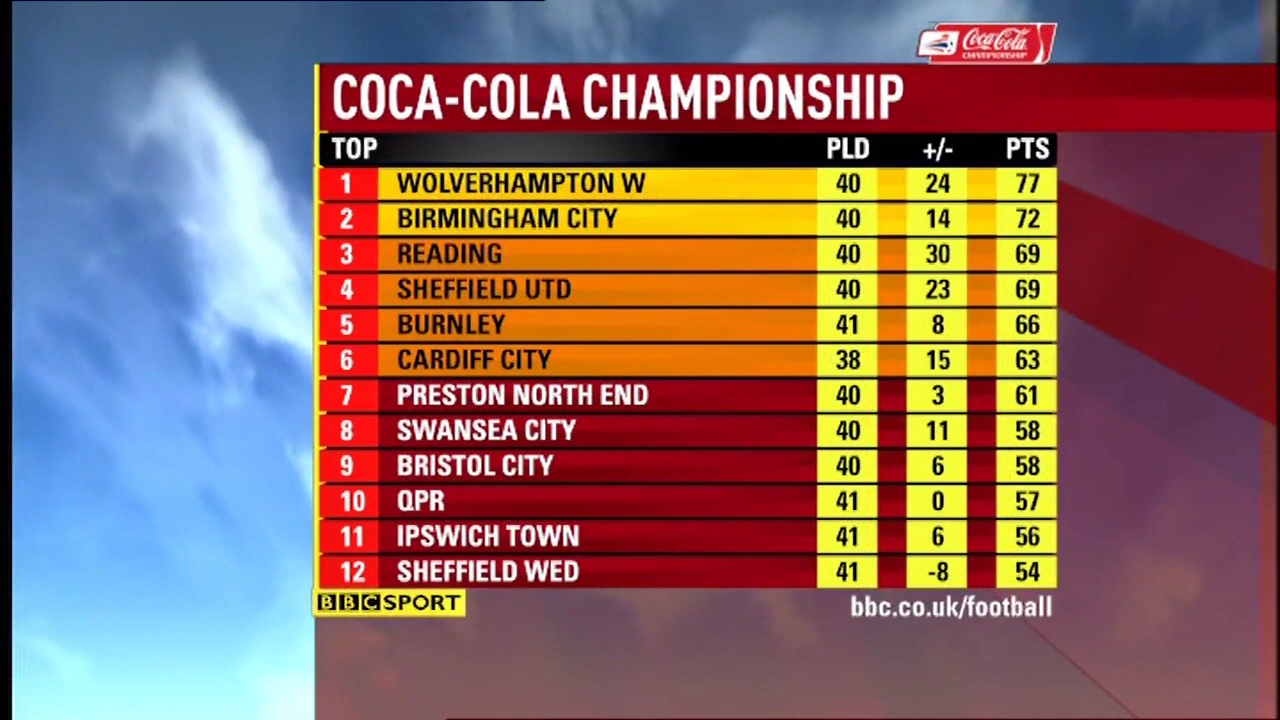 Coca-Cola
CHAMPIONSHIP
COCA-COLA CHAMPIONSHIP
TOP PLD +/- PTS
1 WOLVERHAMPTON W 40 24 77
2 BIRMINGHAM CITY 40 14 72
3 READING 40 30 69
4 SHEFFIELD UTD 40 23 69
5 BURNLEY 41 8 66
6 CARDIFF CITY 38 15 63
7 PRESTON NORTH END 40 3 61
8 SWANSEA CITY 40 11 58
9 BRISTOL CITY 40 6 58
10 QPR 41 0 57
11 IPSWICH TOWN 41 6 56
12 SHEFFIELD WED 41 -8 54
BBC SPORT bbc.co.uk/football